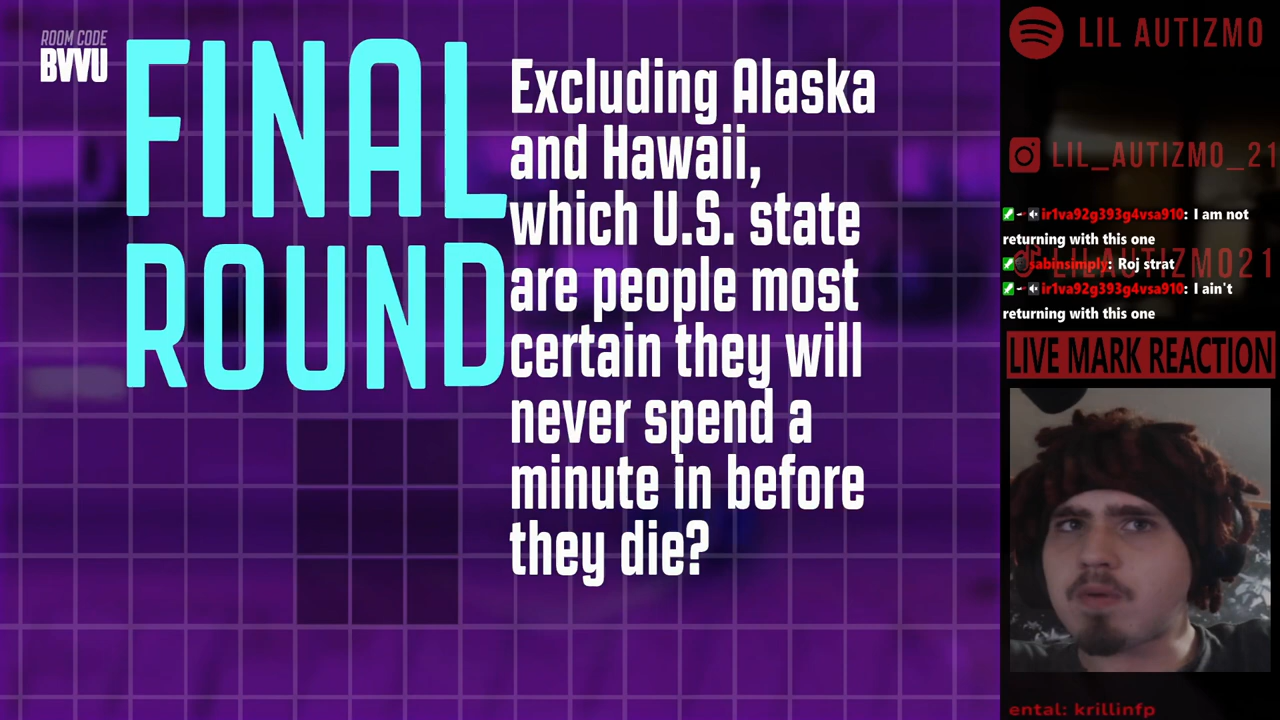 ROOM CODE
BVVU
FINAL
ROUND
Excluding Alaska
and Hawaii,
which U.S. state
are people most
certain they will
never spend a
minute in before
they die?
LIL AUTIZMO
LIL_AUTIZMO_21
ir1va92g393g4vsa910: I am not
returning with this one
sabinsimply: Roj strat
ir1va92g393g4vsa910: I ain't
returning with this one
LIVE MARK REACTION
ental: krillinfp